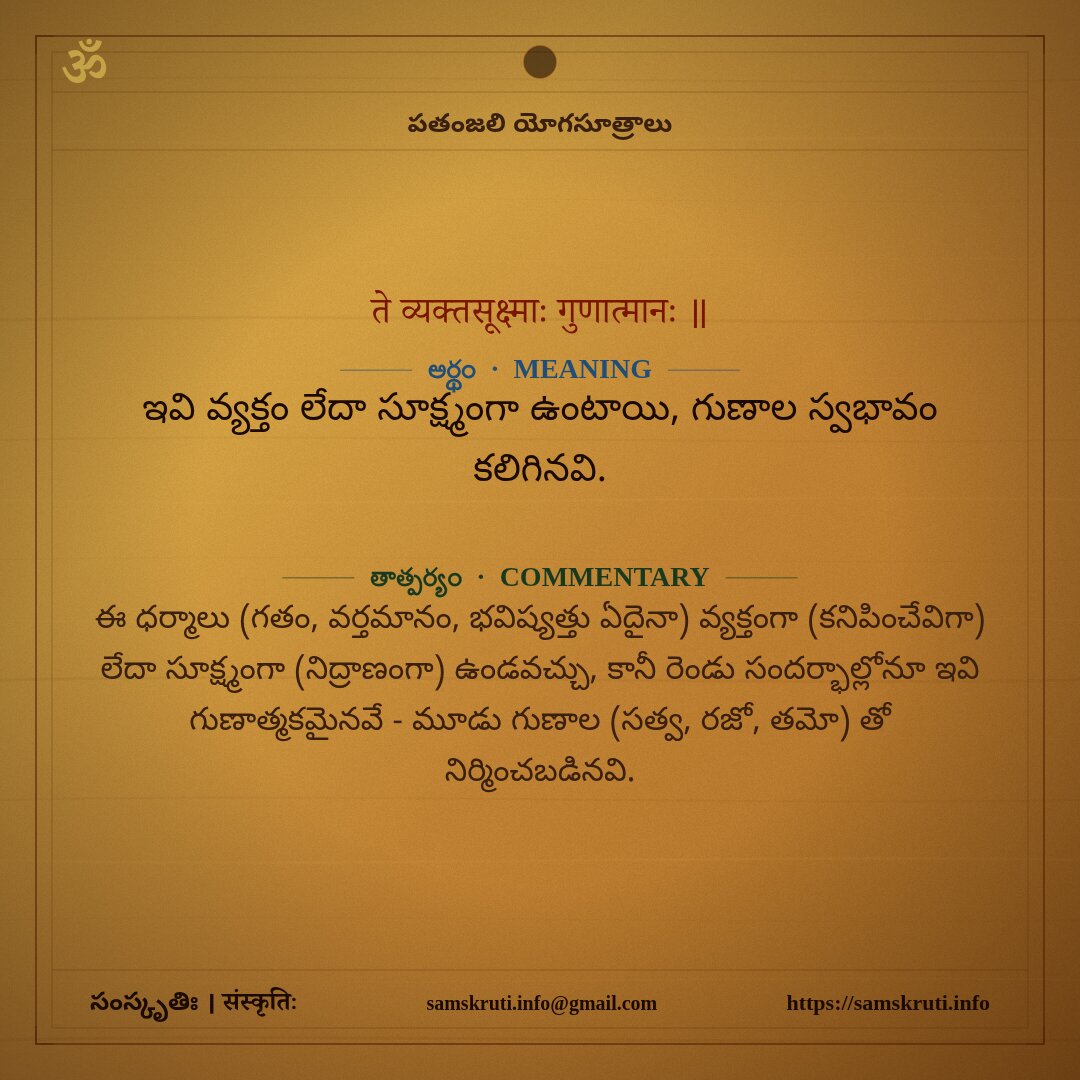 ॐ
పతంజలి యోగసూత్రాలు
ते व्यक्तसूक्ष्माः गुणात्मानः ॥
అర్థం · MEANING
ఇవి వ్యక్తం లేదా సూక్ష్మంగా ఉంటాయి, గుణాల స్వభావం
కలిగినవి.
తాత్పర్యం · COMMENTARY
ఈ ధర్మాలు (గతం, వర్తమానం, భవిష్యత్తు ఏదైనా) వ్యక్తంగా (కనిపించేవిగా)
లేదా సూక్ష్మంగా (నిద్రాణంగా) ఉండవచ్చు, కానీ రెండు సందర్భాల్లోనూ ఇవి
గుణాత్మకమైనవే - మూడు గుణాల (సత్వ, రజో, తమో) తో
నిర్మించబడినవి.
సంస్కృతిః | संस्कृतिः samskruti.info@gmail.com https://samskruti.info